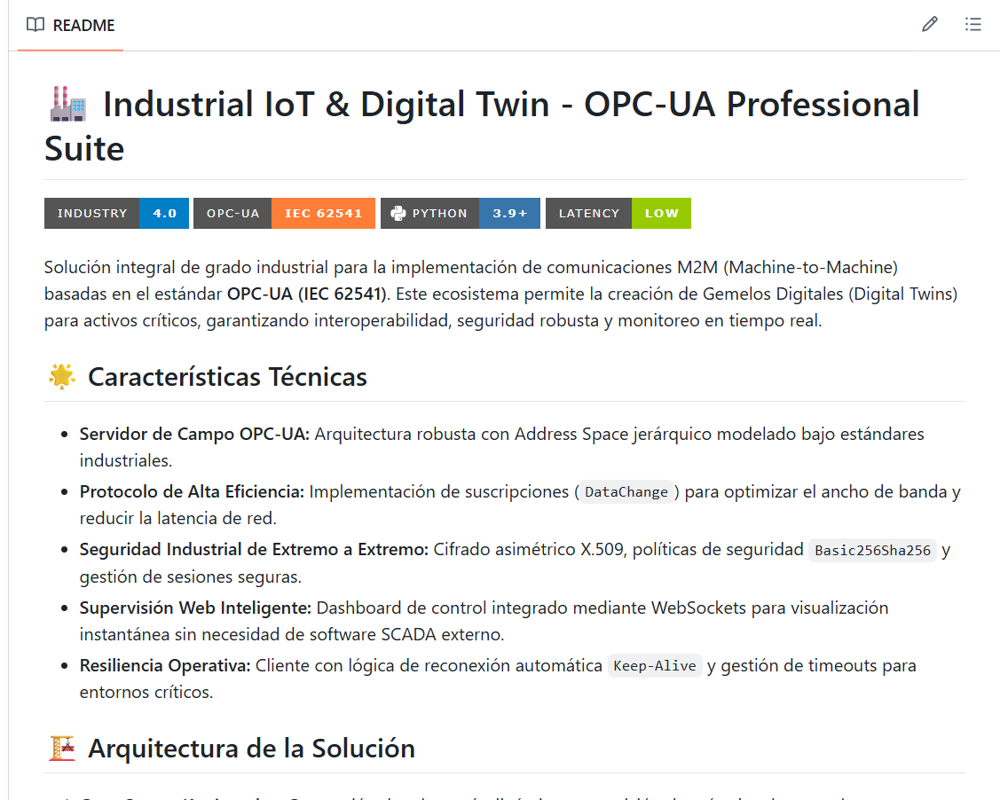 README
Industrial IoT & Digital Twin - OPC-UA Professional
Suite
INDUSTRY 4.0 OPC-UA IEC 62541 PYTHON 3.9+ LATENCY LOW
Solución integral de grado industrial para la implementación de comunicaciones M2M (Machine-to-Machine)
basadas en el estándar OPC-UA (IEC 62541). Este ecosistema permite la creación de Gemelos Digitales (Digital Twins)
para activos críticos, garantizando interoperabilidad, seguridad robusta y monitoreo en tiempo real.
Características Técnicas
• Servidor de Campo OPC-UA: Arquitectura robusta con Address Space jerárquico modelado bajo estándares
industriales.
• Protocolo de Alta Eficiencia: Implementación de suscripciones (DataChange) para optimizar el ancho de banda y
reducir la latencia de red.
• Seguridad Industrial de Extremo a Extremo: Cifrado asimétrico X.509, políticas de seguridad Basic256Sha256 y
gestión de sesiones seguras.
• Supervisión Web Inteligente: Dashboard de control integrado mediante WebSockets para visualización
instantánea sin necesidad de software SCADA externo.
• Resiliencia Operativa: Cliente con lógica de reconexión automática Keep-Alive y gestión de timeouts para
entornos críticos.
Arquitectura de la Solución